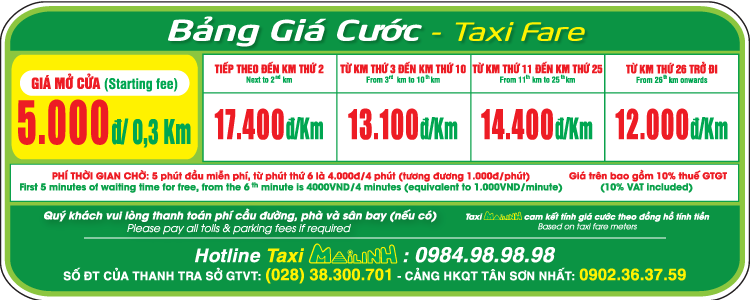 Bảng Giá Cước - Taxi Fare
GIÁ MỞ CỬA (Starting fee)
5.000đ/ 0,3 Km
TIẾP THEO ĐẾN KM THỨ 2
Next to 2nd km
17.400đ/Km
TỪ KM THỨ 3 ĐẾN KM THỨ 10
From 3rd km to 10th km
13.100đ/Km
TỪ KM THỨ 11 ĐẾN KM THỨ 25
From 11th km to 25th km
14.400đ/Km
TỪ KM THỨ 26 TRỞ ĐI
From 26th km onwards
12.000đ/Km
PHÍ THỜI GIAN CHỜ: 5 phút đầu miễn phí, từ phút thứ 6 là 4.000đ/4 phút (tương đương 1.000đ/phút)
First 5 minutes of waiting time for free, from the 6th minute is 4000VND/4 minutes (equivalent to 1.000VND/minute)
Giá trên bao gồm 10% thuế GTGT
(10% VAT included)
Quý khách vui lòng thanh toán phí cầu đường, phà và sân bay (nếu có)
Please pay all tolls & parking fees if required
Taxi MAILINH cam kết tính giá cước theo đồng hồ tính tiền
Based on taxi fare meters
Hotline Taxi MAILINH : 0984.98.98.98
SỐ ĐT CỦA THANH TRA SỞ GTVT: (028) 38.300.701 - CẢNG HKQT TÂN SƠN NHẤT: 0902.36.37.59